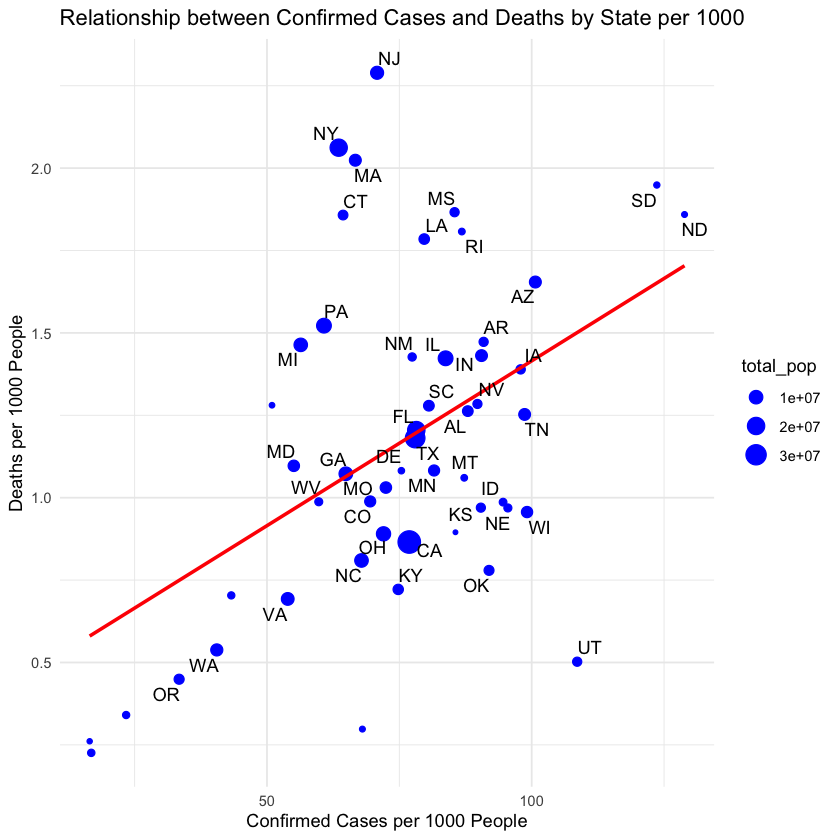 Relationship between Confirmed Cases and Deaths by State per 1000
NJ
NY
MA
CT
MS
LA
RI
SD
ND
AZ
PA
MI
NM
IL
IN
AR
IA
SC
NV
FL
AL
TN
TX
DE
MD
GA
MT
WV
MO
MN
ID
CO
KS
NE
WI
OH
CA
NC
KY
OK
VA
UT
WA
OR
2.0
1.5
1.0
0.5
50
100
Deaths per 1000 People
Confirmed Cases per 1000 People
total_pop
1e+07
2e+07
3e+07